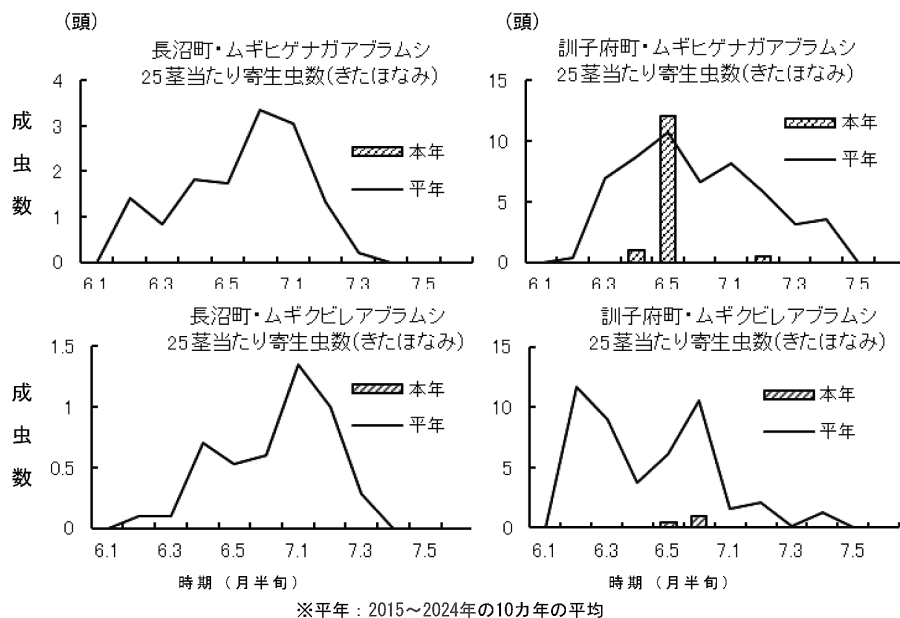 (頭)
長沼町・ムギヒゲナガアブラムシ
25茎当たり寄生虫数(きたほなみ)
成虫数
4
3
2
1
0
本年
平年
6.1 6.3 6.5 7.1 7.3 7.5
(頭)
訓子府町・ムギヒゲナガアブラムシ
25茎当たり寄生虫数(きたほなみ)
15
10
5
0
本年
平年
6.1 6.3 6.5 7.1 7.3 7.5
長沼町・ムギクビレアブラムシ
25茎当たり寄生虫数(きたほなみ)
成虫数
1.5
1
0.5
0
本年
平年
6.1 6.3 6.5 7.1 7.3 7.5
時期(月半旬)
訓子府町・ムギクビレアブラムシ
25茎当たり寄生虫数(きたほなみ)
15
10
5
0
本年
平年
6.1 6.3 6.5 7.1 7.3 7.5
時期(月半旬)
※平年：2015～2024年の10カ年の平均